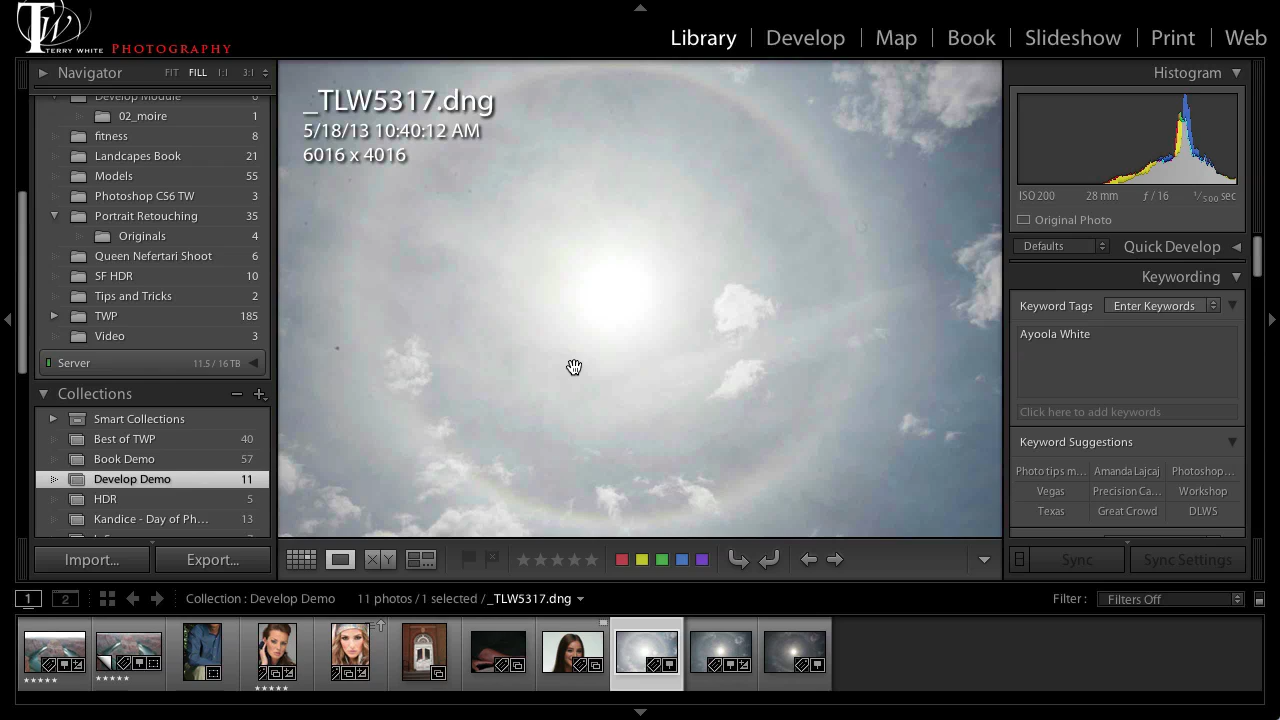 TW
TERRY WHITE PHOTOGRAPHY
Library Develop Map Book Slideshow Print Web
Navigator FIT FILL 1:1 3:1
Histogram
Develop Module 6
02_moire 1
fitness 8
Landcapes Book 21
Models 55
Photoshop CS6 TW 3
Portrait Retouching 35
Originals 4
Queen Nefertari Shoot 6
SF HDR 10
Tips and Tricks 2
TWP 185
Video 3
Server 11.5 / 16 TB
Collections
Smart Collections
Best of TWP 40
Book Demo 57
Develop Demo 11
HDR 5
Kandice - Day of Ph... 13
Import... Export...
_TLW5317.dng
5/18/13 10:40:12 AM
6016 x 4016
ISO 200 28 mm ƒ / 16 1/500 sec
Original Photo
Defaults Quick Develop
Keywording
Keyword Tags Enter Keywords
Ayoola White
Click here to add keywords
Keyword Suggestions
Photo tips m... Amanda Lajcaj Photoshop...
Vegas Precision Ca... Workshop
Texas Great Crowd DLWS
XY
Sync Sync Settings
1 2 Collection : Develop Demo 11 photos / 1 selected / _TLW5317.dng Filter : Filters Off